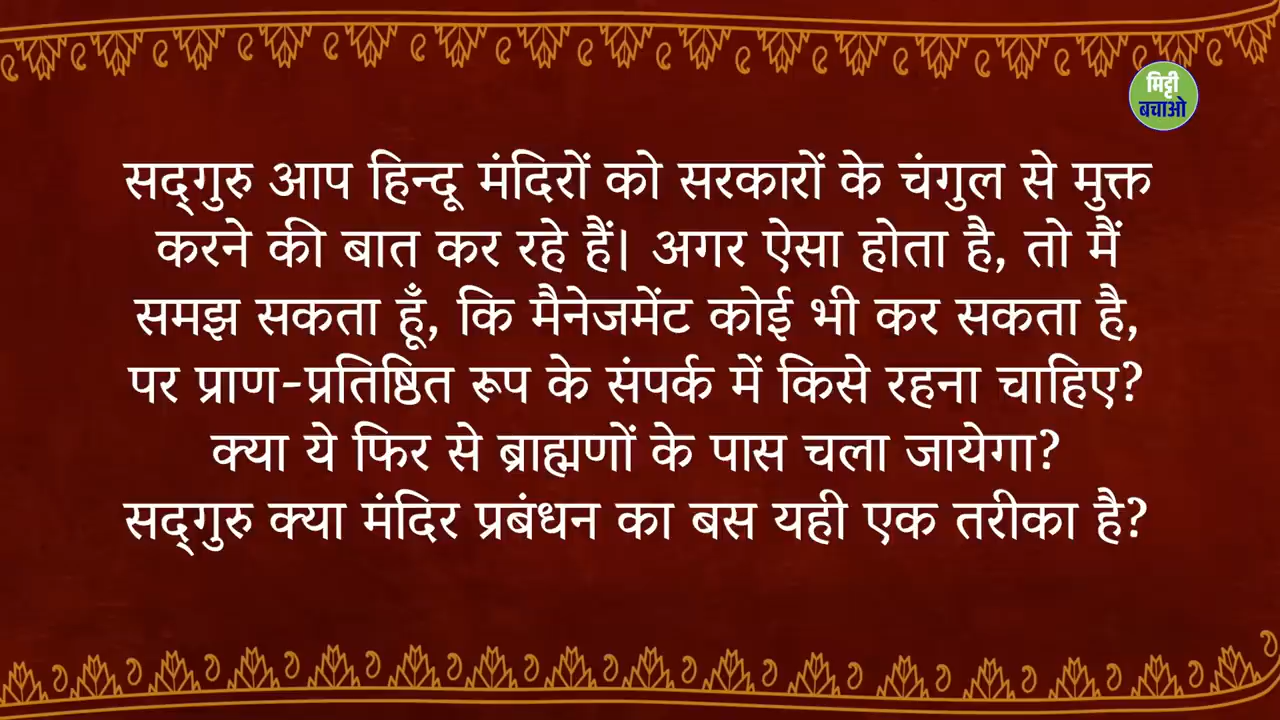 मिट्टी
बचाओ
सद्गुरु आप हिन्दू मंदिरों को सरकारों के चंगुल से मुक्त
करने की बात कर रहे हैं। अगर ऐसा होता है, तो मैं
समझ सकता हूँ, कि मैनेजमेंट कोई भी कर सकता है,
पर प्राण-प्रतिष्ठित रूप के संपर्क में किसे रहना चाहिए?
क्या ये फिर से ब्राह्मणों के पास चला जायेगा?
सद्गुरु क्या मंदिर प्रबंधन का बस यही एक तरीका है?